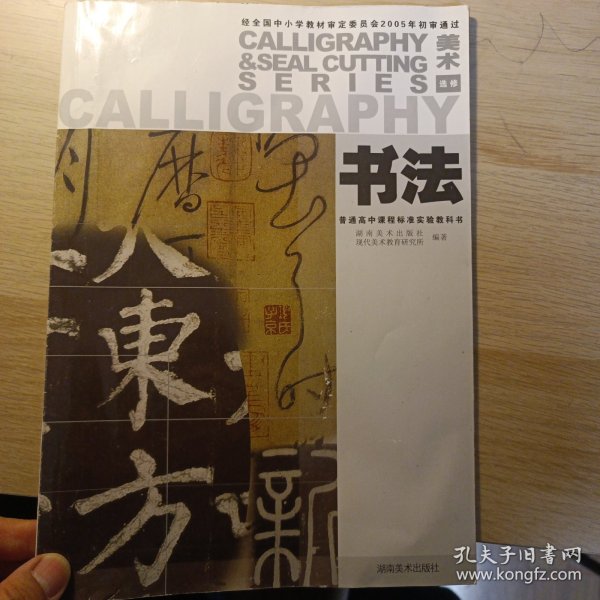 经全国中小学教材审定委员会2005年初审通过
CALLIGRAPHY
&SEAL CUTTING
SERIES
美术
选修
CALLIGRAPHY
书法
普通高中课程标准实验教科书
湖南美术出版社
现代美术教育研究所
编著
東
方
新
湖南美术出版社
孔夫子旧书网
www.kongfz.com